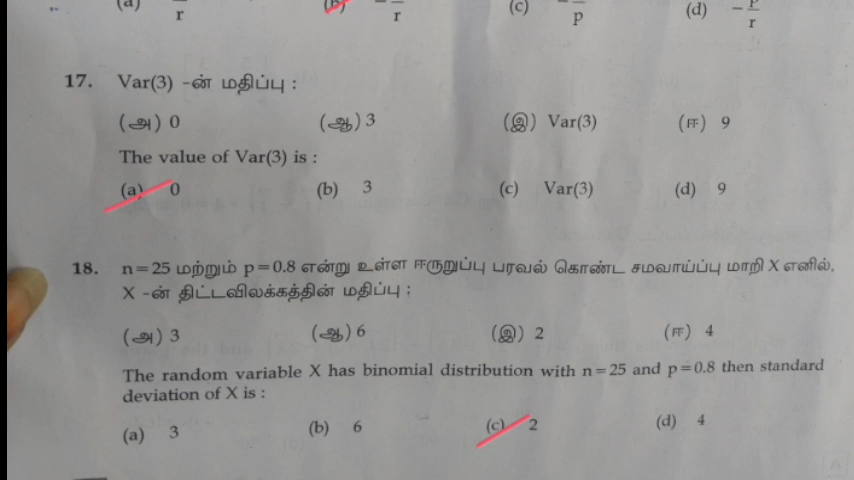 (a) r (b) r (c) p (d) - r
17. Var(3) -ன் மதிப்பு :
(அ) 0 (ஆ) 3 (இ) Var(3) (ஈ) 9
The value of Var(3) is :
(a) 0 (b) 3 (c) Var(3) (d) 9
18. n=25 மற்றும் p=0.8 என்று உள்ள ஈருறுப்பு பரவல் கொண்ட சமவாய்ப்பு மாறி X எனில்,
X -ன் திட்டவிலக்கத்தின் மதிப்பு :
(அ) 3 (ஆ) 6 (இ) 2 (ஈ) 4
The random variable X has binomial distribution with n=25 and p=0.8 then standard
deviation of X is :
(a) 3 (b) 6 (c) 2 (d) 4